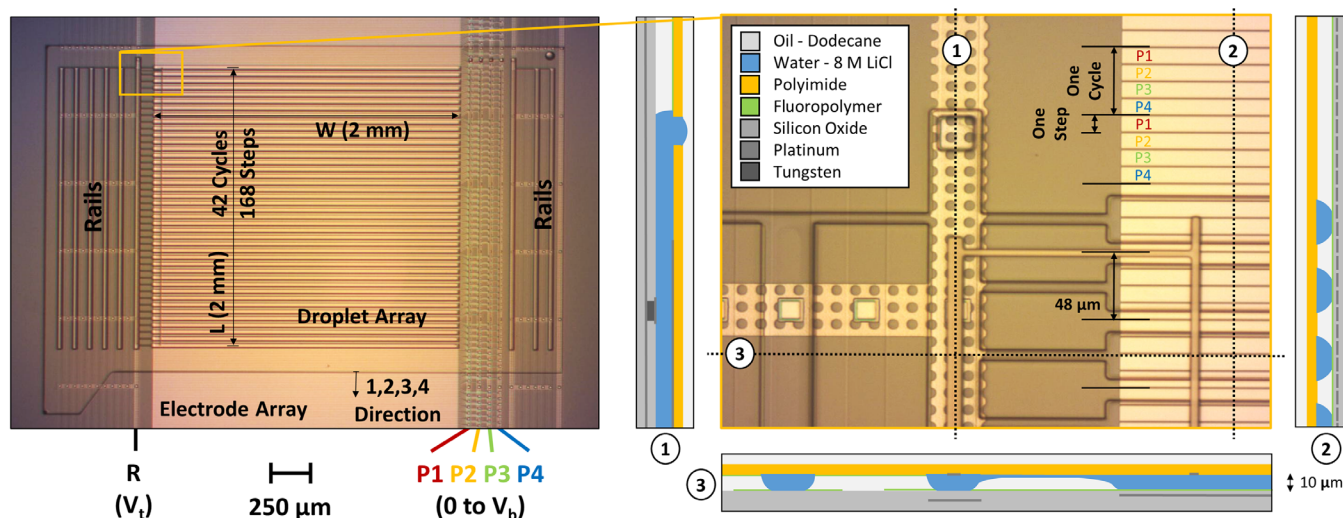 Rails
W (2 mm)
42 Cycles
168 Steps
L (2 mm)
Rails
Droplet Array
1,2,3,4
Direction
Electrode Array
R
(Vt)
250 µm
P1 P2 P3 P4
(0 to Vb)
1
Oil - Dodecane
Water - 8 M LiCl
Polyimide
Fluoropolymer
Silicon Oxide
Platinum
Tungsten
1
2
One
Cycle
One
Step
P1
P2
P3
P4
P1
P2
P3
P4
48 µm
3
3
10 µm
2